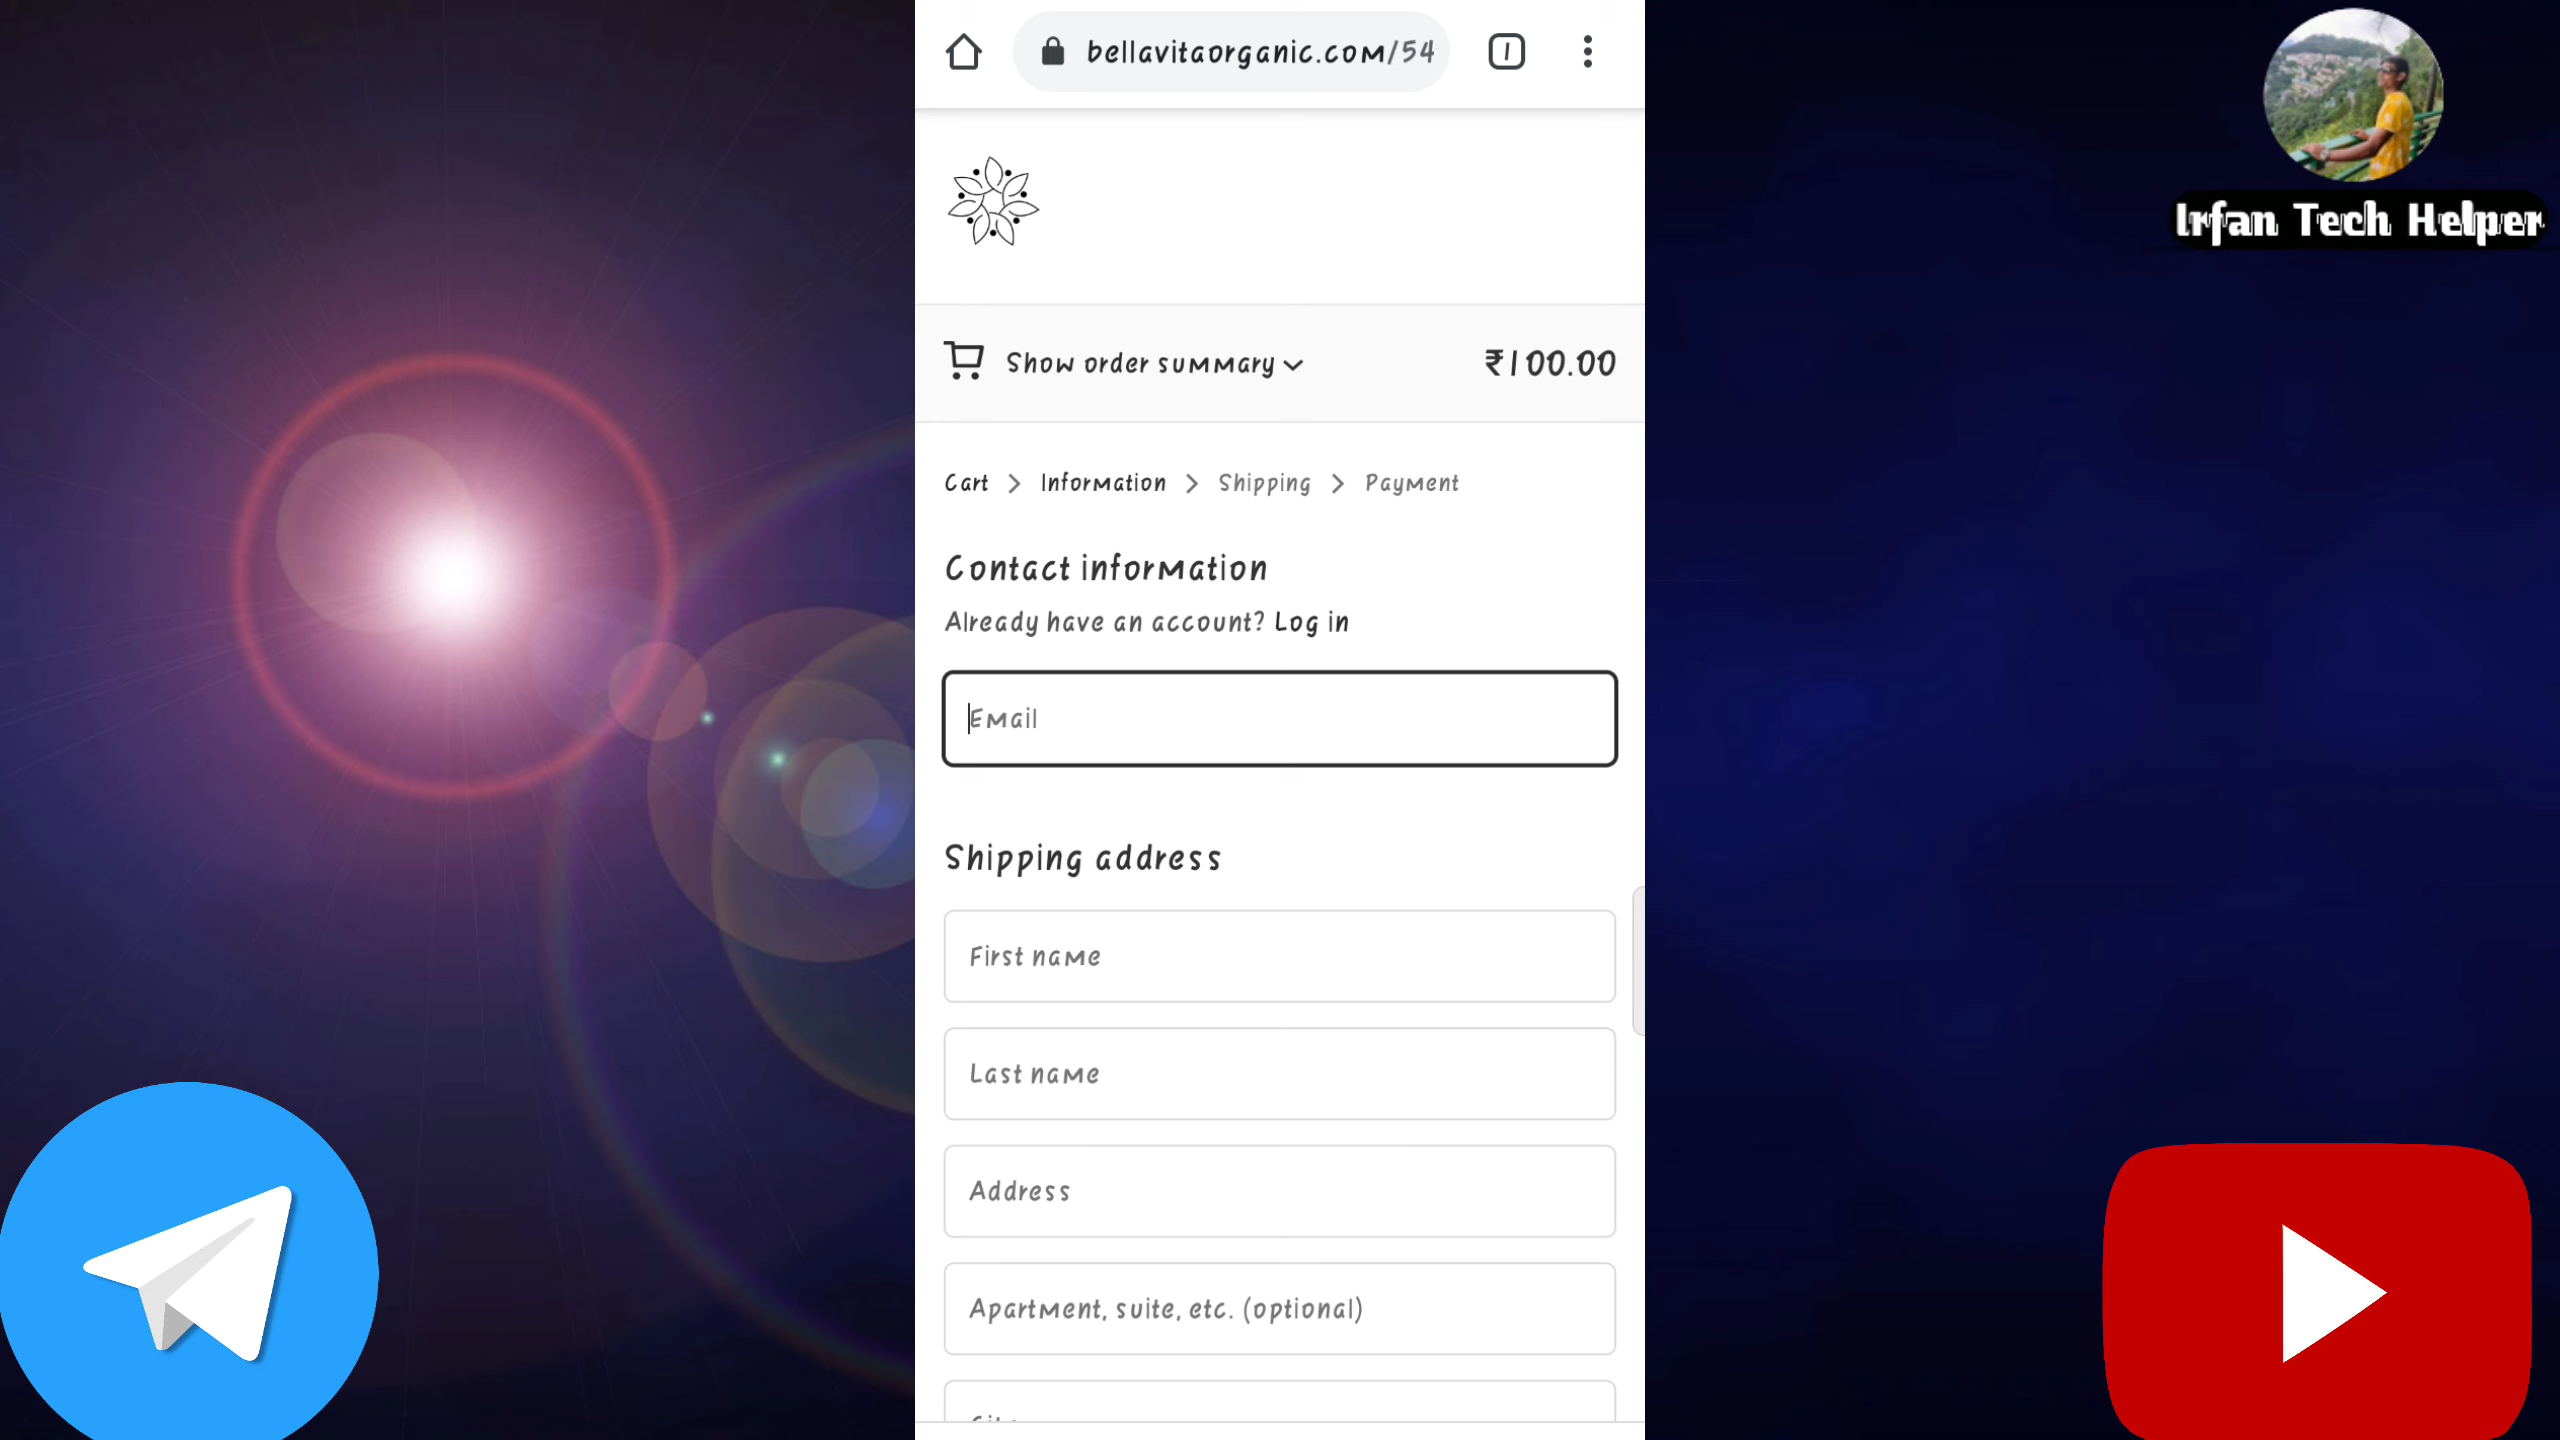 bellavitaorganic.com/54
1
Irfan Tech Helper
Show order summary
₹100.00
Cart > Information > Shipping > Payment
Contact information
Already have an account? Log in
Email
Shipping address
First name
Last name
Address
Apartment, suite, etc. (optional)